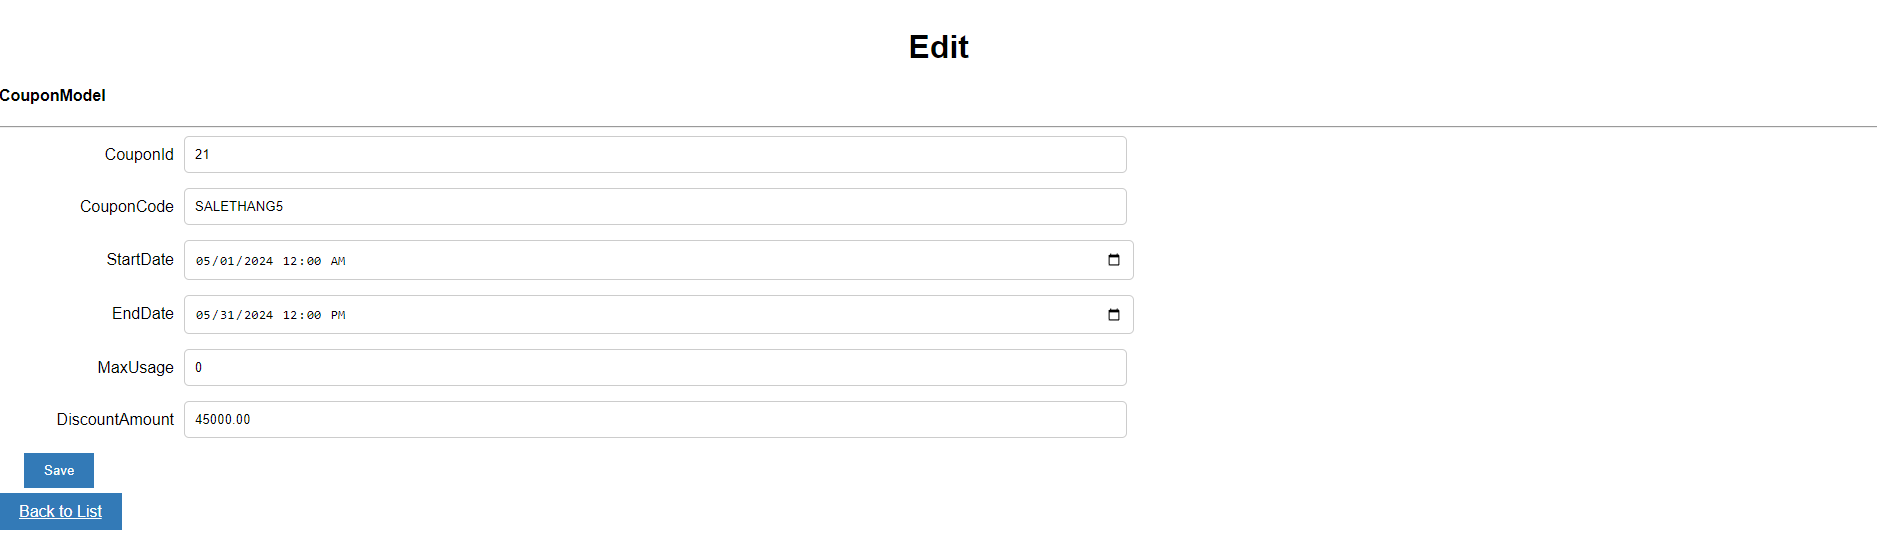 Edit
CouponModel
CouponId 21
CouponCode SALETHANG5
StartDate 05/01/2024 12:00 AM
EndDate 05/31/2024 12:00 PM
MaxUsage 0
DiscountAmount 45000.00
Save
Back to List